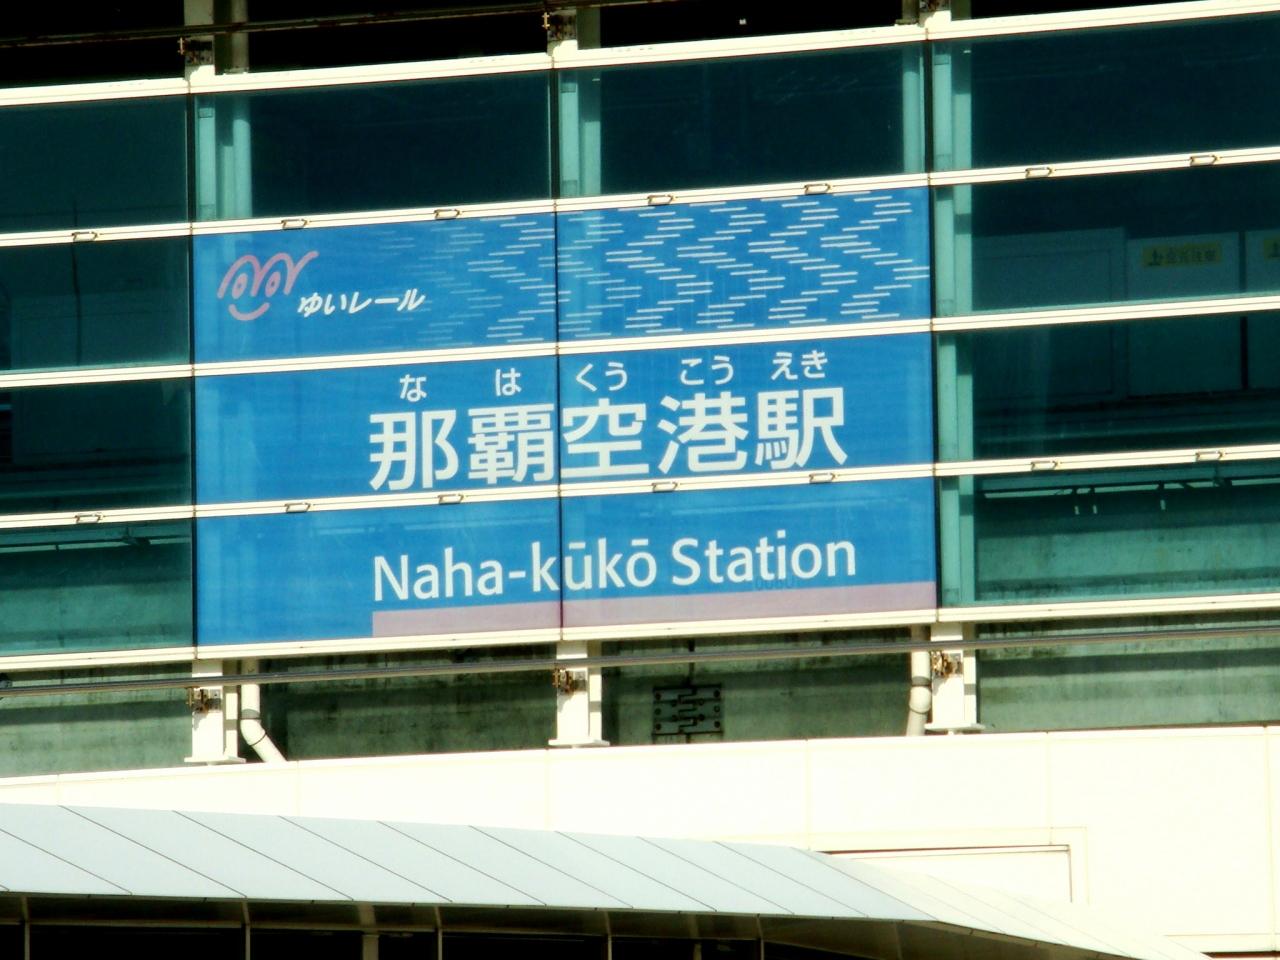 ゆいレール
な は くう こう えき
那覇空港駅
Naha-kūkō Station